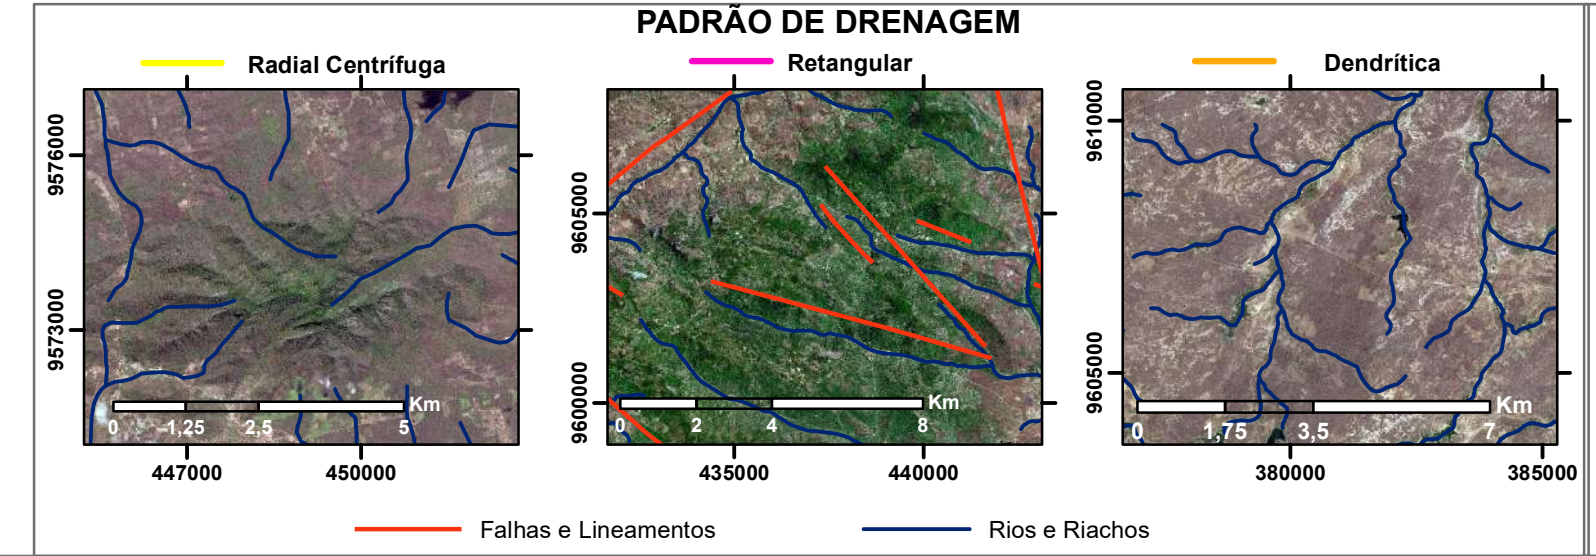 PADRÃO DE DRENAGEM
Radial Centrífuga
Retangular
Dendrítica
9576000
9573000
Km
0 1,25 2,5 5
447000 450000
9605000
9600000
Km
0 2 4 8
435000 440000
9610000
9605000
Km
0 1,75 3,5 7
380000 385000
Falhas e Lineamentos
Rios e Riachos